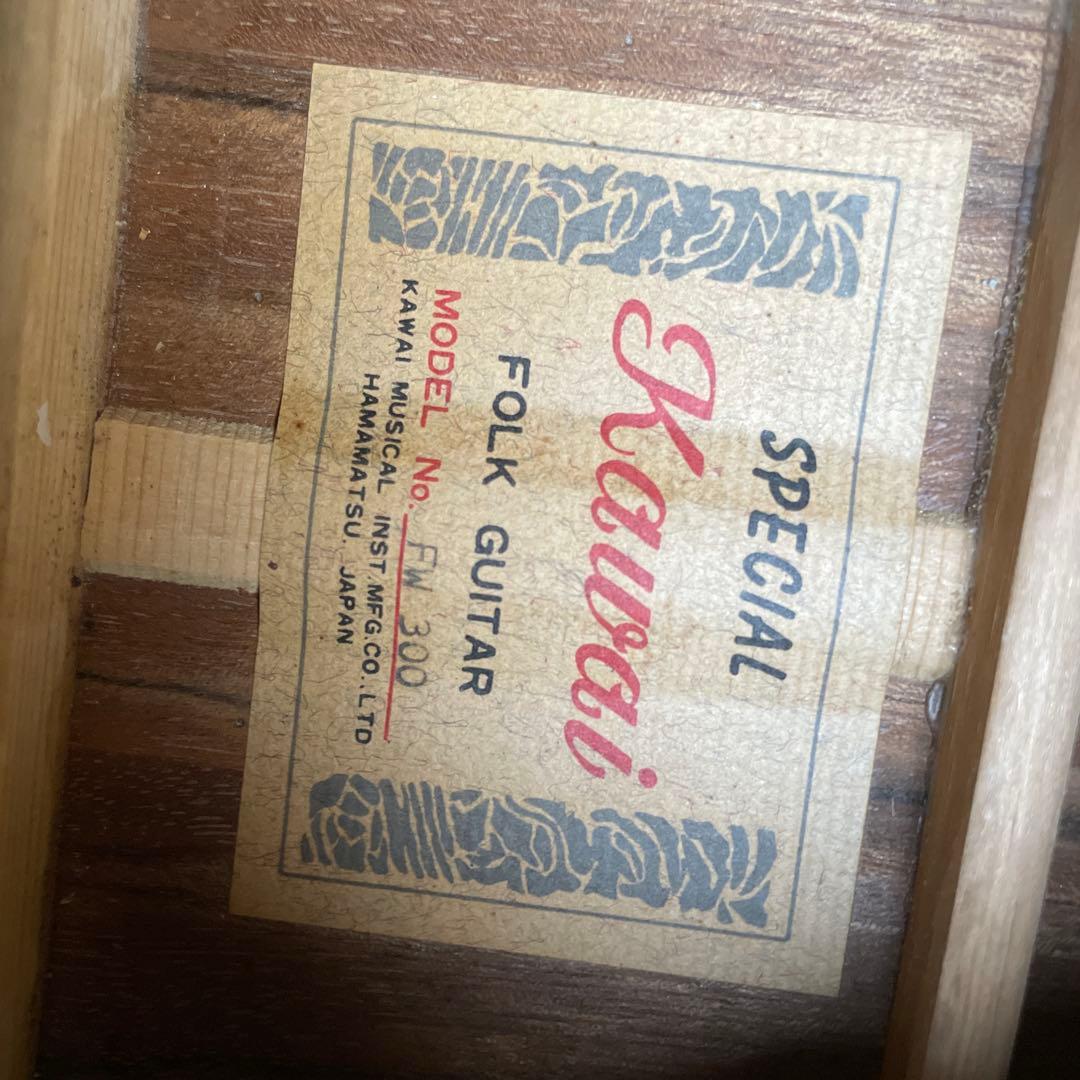 SPECIAL
Kawai
FOLK GUITAR
MODEL No. FW 300
KAWAI MUSICAL INST.MFG.CO.,LTD
HAMAMATSU JAPAN